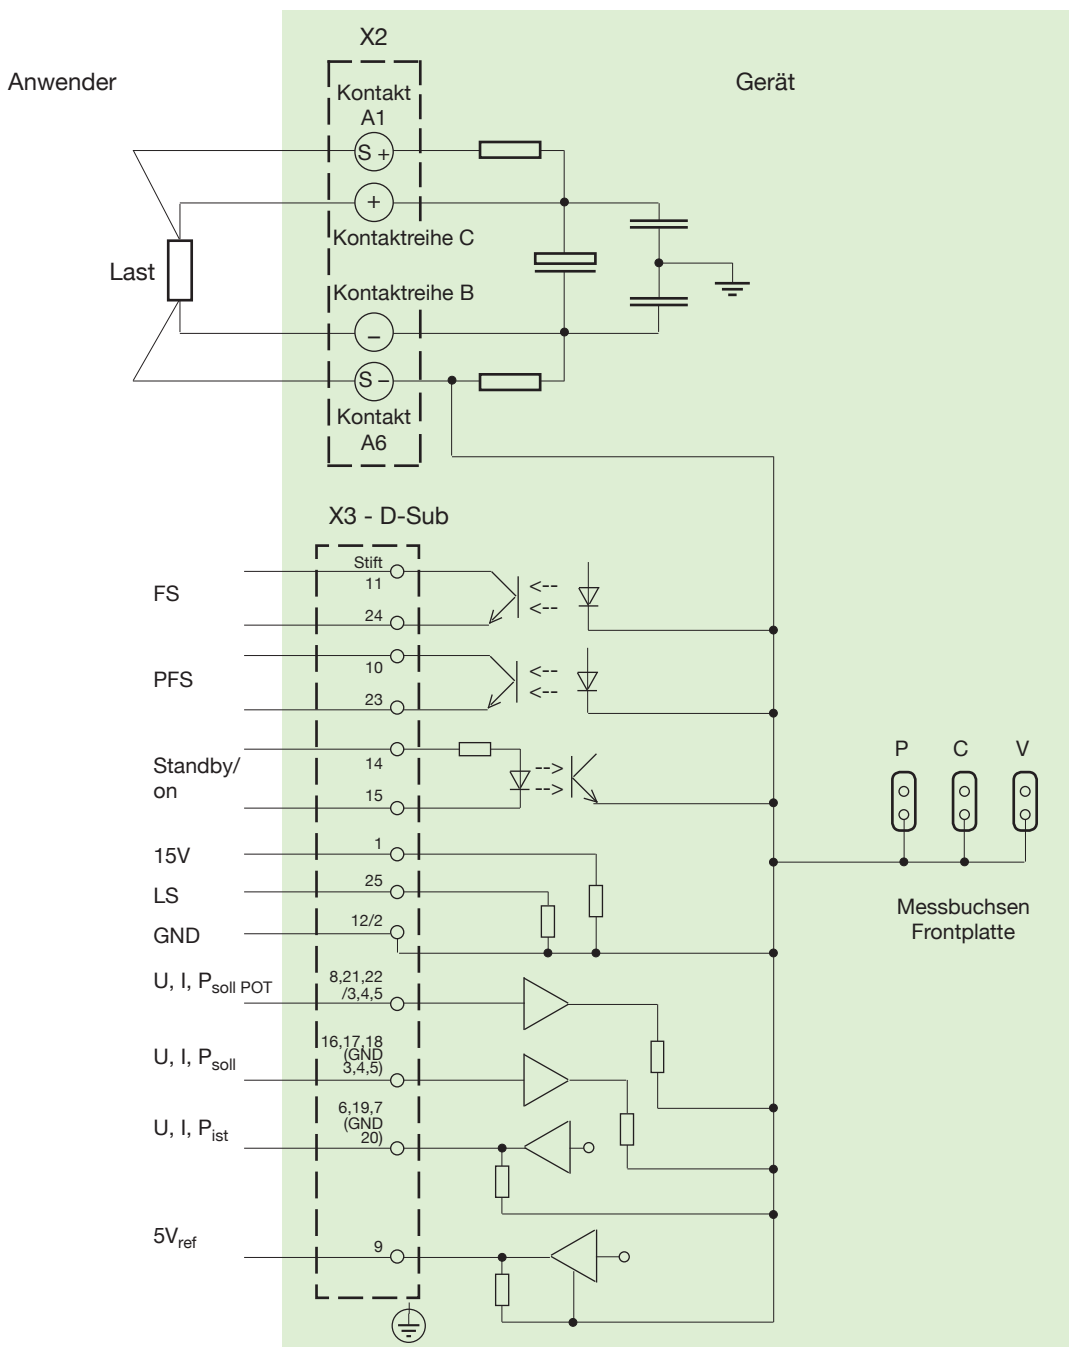 X2
Anwender
Gerät
Kontakt
A1
S +
+
Kontaktreihe C
Last
Kontaktreihe B
–
S –
Kontakt
A6
X3 - D-Sub
Stift
11
FS
24
10
PFS
23
14
Standby/
on
15
P C V
1
15V
25
LS
12/2
GND
Messbuchsen
Frontplatte
8,21,22
/3,4,5
U, I, Psoll POT
16,17,18
(GND
3,4,5)
U, I, Psoll
6,19,7
(GND
20)
U, I, Pist
5Vref
9